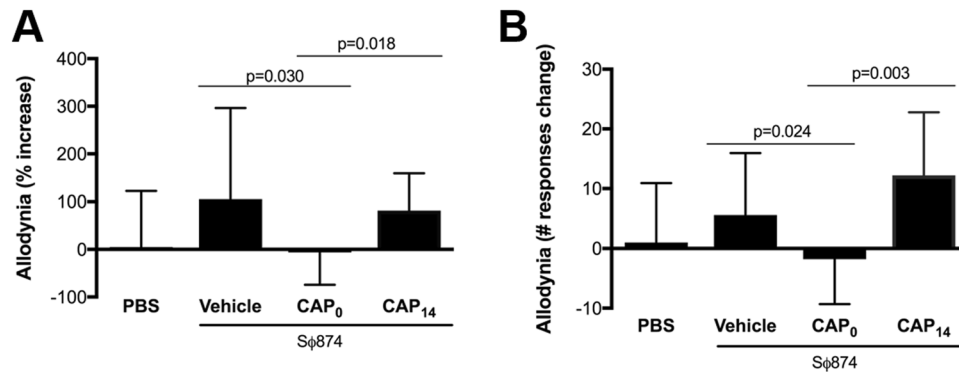 A
Allodynia (% increase)
400
300
200
100
0
-100
p=0.018
p=0.030
PBS
Vehicle
CAP₀
CAP₁₄
Sϕ874
B
Allodynia (# responses change)
30
20
10
0
-10
p=0.003
p=0.024
PBS
Vehicle
CAP₀
CAP₁₄
Sϕ874